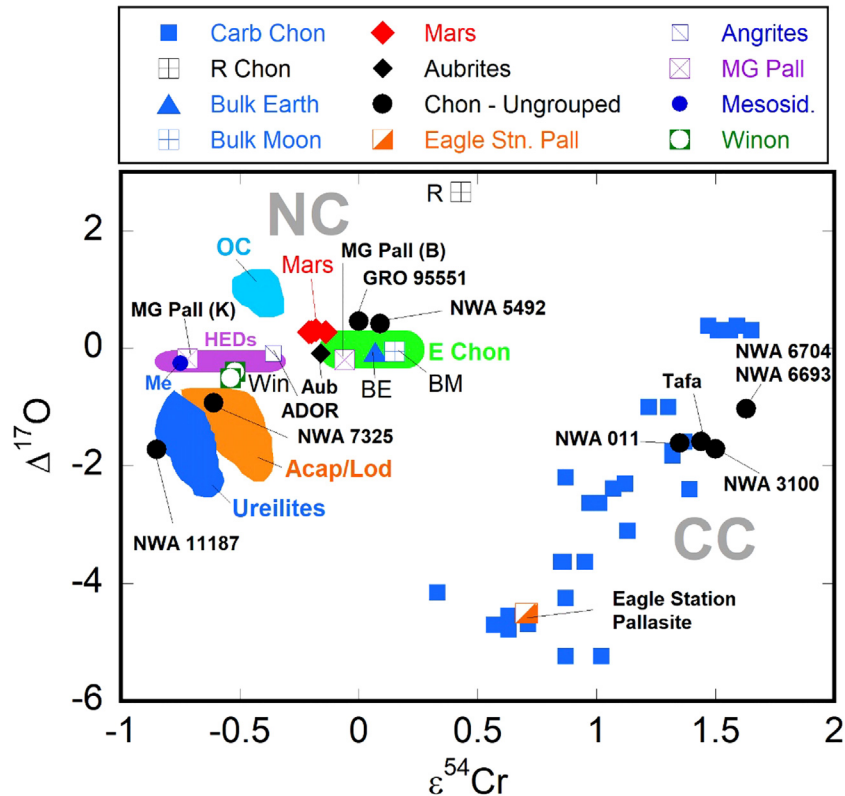 Carb Chon
Mars
Angrites
R Chon
Aubrites
MG Pall
Bulk Earth
Chon - Ungrouped
Mesosid.
Bulk Moon
Eagle Stn. Pall
Winon
R
NC
OC
Mars
MG Pall (B)
GRO 95551
NWA 5492
MG Pall (K)
HEDs
E Chon
NWA 6704
NWA 6693
Me
Win
Aub
ADOR
BE
BM
Tafa
NWA 011
NWA 7325
Acap/Lod
NWA 3100
Ureilites
NWA 11187
CC
Eagle Station
Pallasite
2
0
-2
-4
-6
Δ¹⁷O
-1
-0.5
0
0.5
1
1.5
2
ε⁵⁴Cr